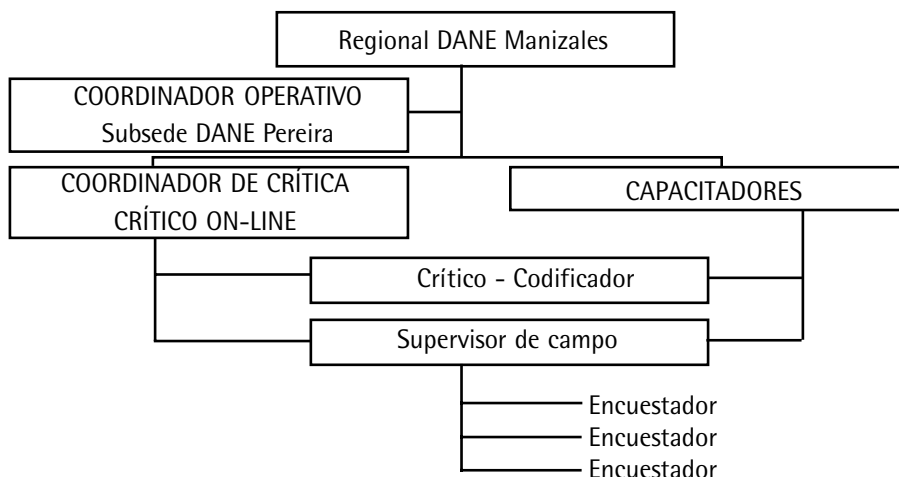 Regional DANE Manizales
COORDINADOR OPERATIVO
Subsede DANE Pereira
COORDINADOR DE CRÍTICA
CRÍTICO ON-LINE
CAPACITADORES
Crítico - Codificador
Supervisor de campo
Encuestador
Encuestador
Encuestador